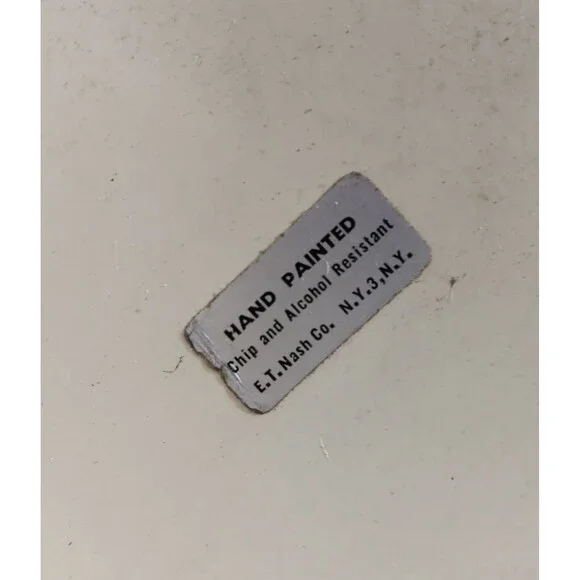 HAND PAINTED
Chip and Alcohol Resistant
E.T. Nash Co. N.Y.3,N.Y.